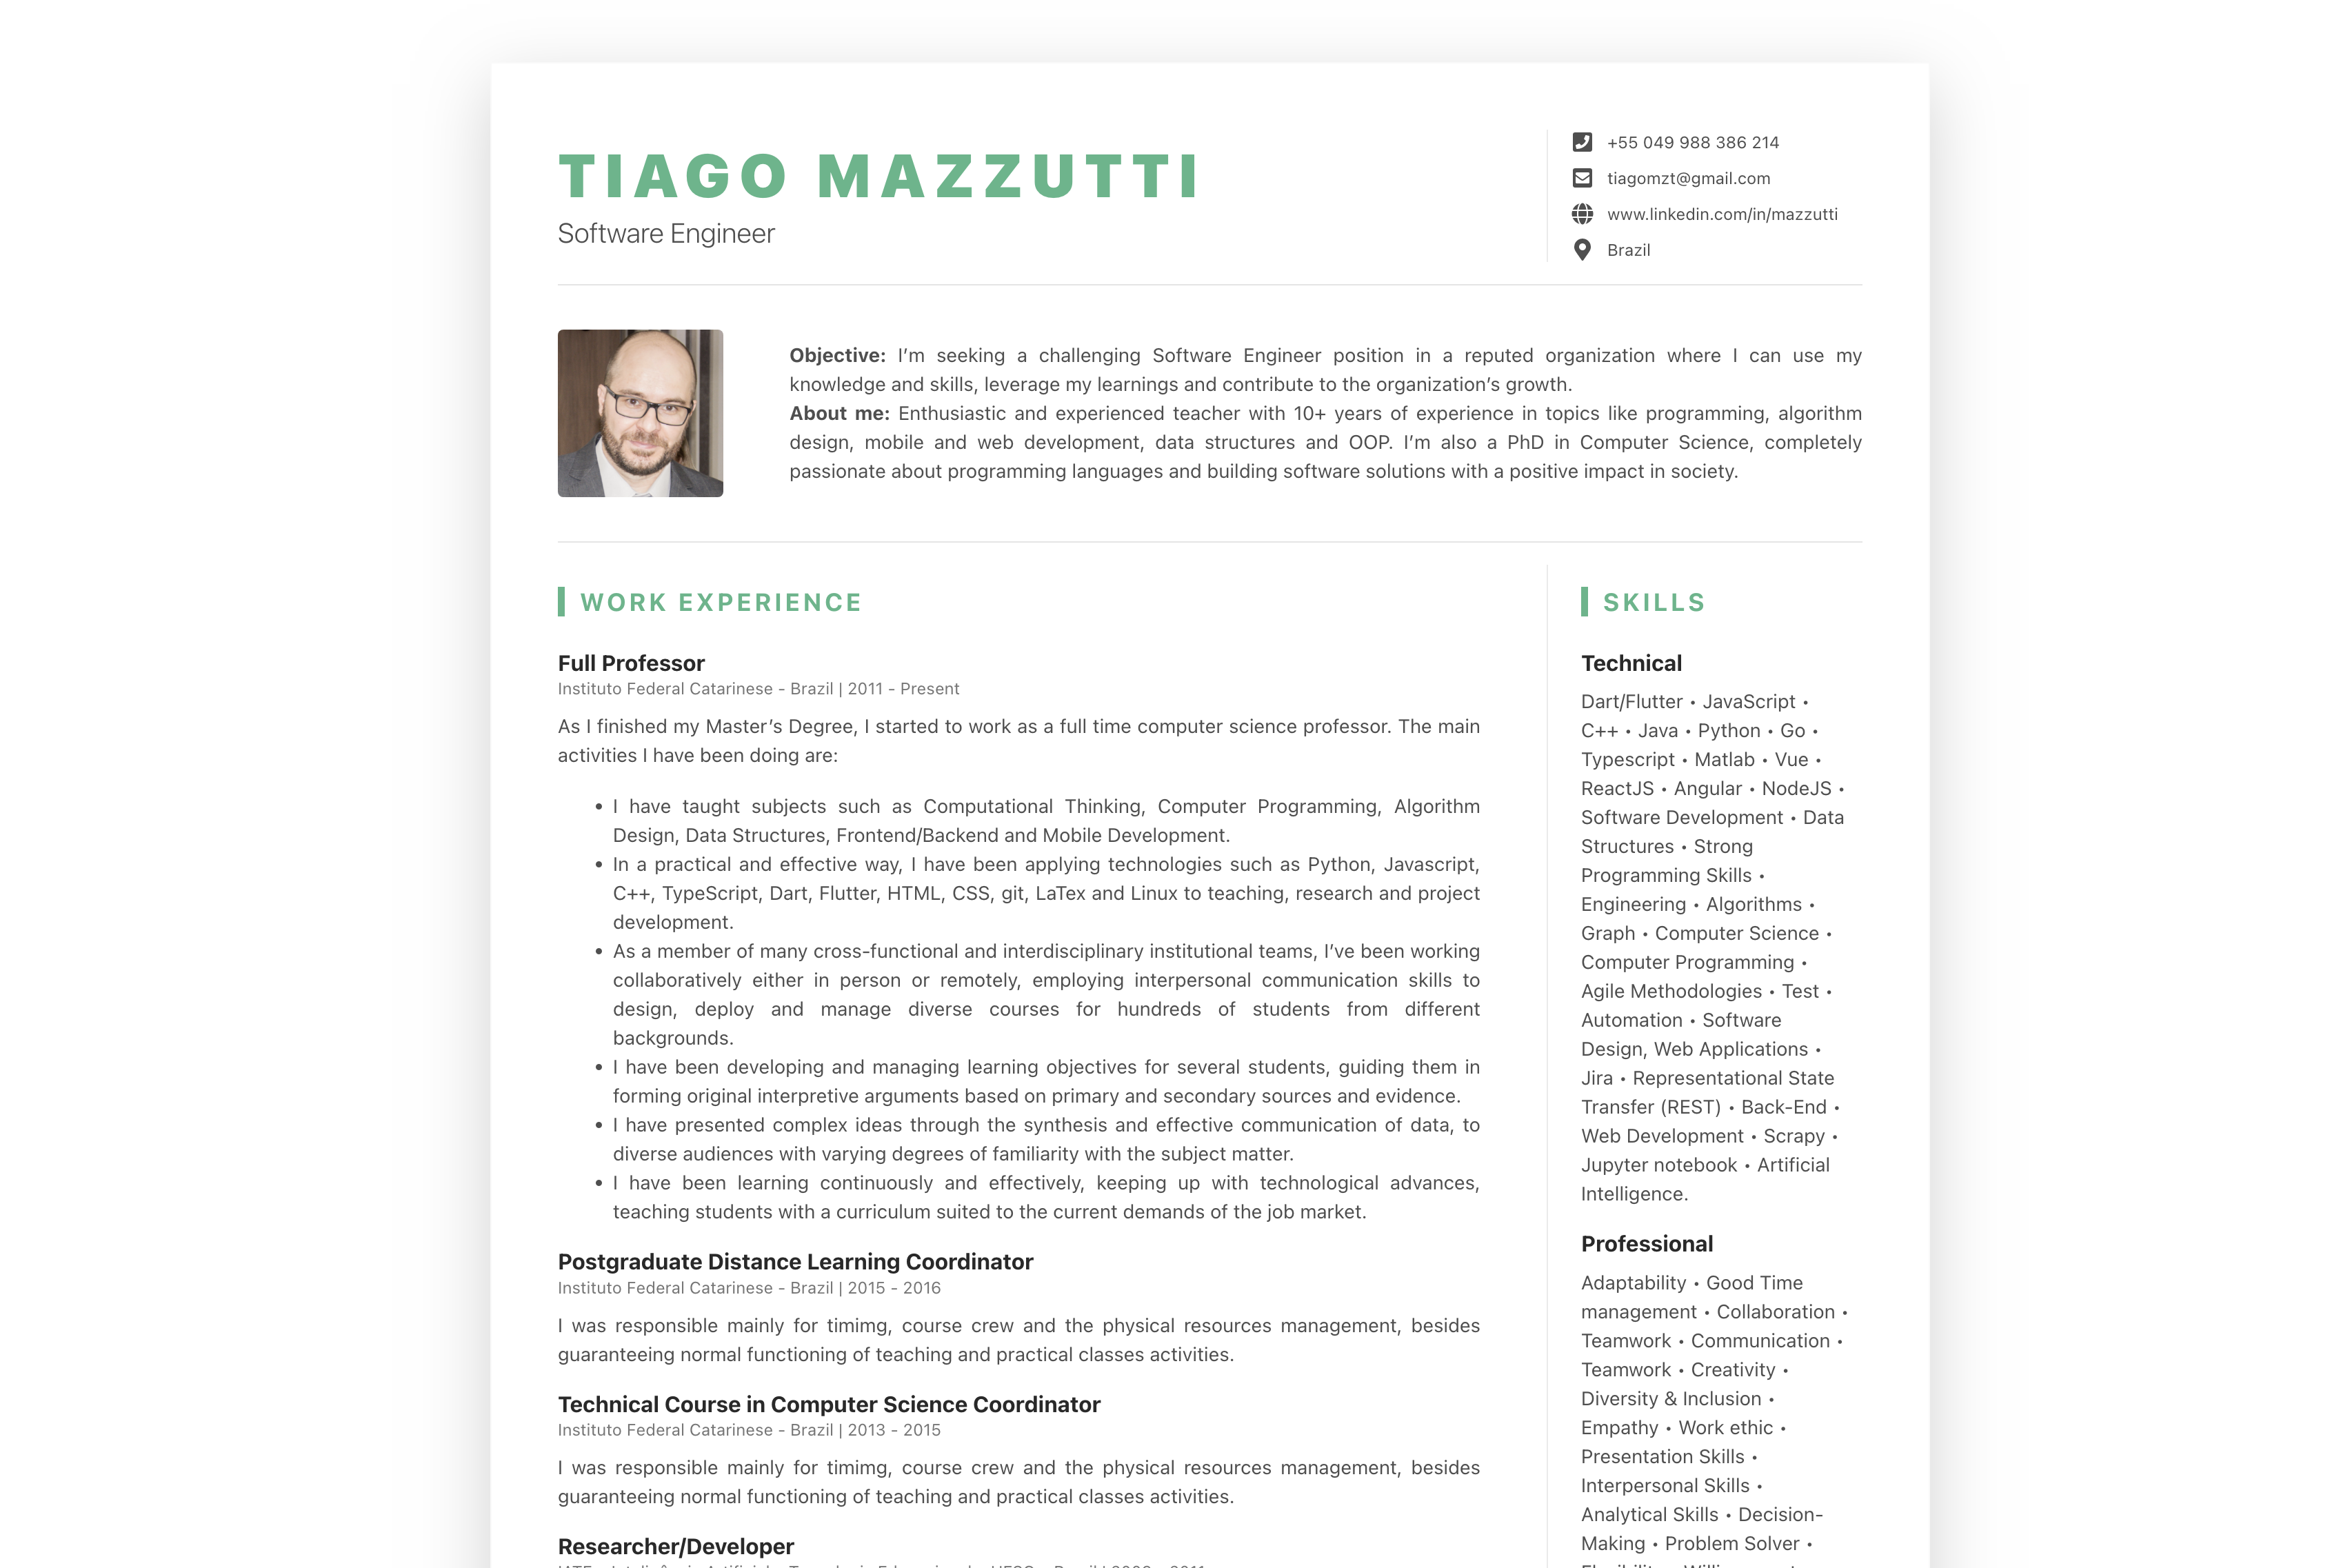 TIAGO MAZZUTTI
Software Engineer
+55 049 988 386 214
tiagomzt@gmail.com
www.linkedin.com/in/mazzutti
Brazil
Objective: I’m seeking a challenging Software Engineer position in a reputed organization where I can use my
knowledge and skills, leverage my learnings and contribute to the organization’s growth.
About me: Enthusiastic and experienced teacher with 10+ years of experience in topics like programming, algorithm
design, mobile and web development, data structures and OOP. I’m also a PhD in Computer Science, completely
passionate about programming languages and building software solutions with a positive impact in society.
WORK EXPERIENCE
Full Professor
Instituto Federal Catarinese - Brazil | 2011 - Present
As I finished my Master’s Degree, I started to work as a full time computer science professor. The main
activities I have been doing are:
• I have taught subjects such as Computational Thinking, Computer Programming, Algorithm
Design, Data Structures, Frontend/Backend and Mobile Development.
• In a practical and effective way, I have been applying technologies such as Python, Javascript,
C++, TypeScript, Dart, Flutter, HTML, CSS, git, LaTex and Linux to teaching, research and project
development.
• As a member of many cross-functional and interdisciplinary institutional teams, I’ve been working
collaboratively either in person or remotely, employing interpersonal communication skills to
design, deploy and manage diverse courses for hundreds of students from different
backgrounds.
• I have been developing and managing learning objectives for several students, guiding them in
forming original interpretive arguments based on primary and secondary sources and evidence.
• I have presented complex ideas through the synthesis and effective communication of data, to
diverse audiences with varying degrees of familiarity with the subject matter.
• I have been learning continuously and effectively, keeping up with technological advances,
teaching students with a curriculum suited to the current demands of the job market.
Postgraduate Distance Learning Coordinator
Instituto Federal Catarinese - Brazil | 2015 - 2016
I was responsible mainly for timimg, course crew and the physical resources management, besides
guaranteeing normal functioning of teaching and practical classes activities.
Technical Course in Computer Science Coordinator
Instituto Federal Catarinese - Brazil | 2013 - 2015
I was responsible mainly for timimg, course crew and the physical resources management, besides
guaranteeing normal functioning of teaching and practical classes activities.
Researcher/Developer
SKILLS
Technical
Dart/Flutter • JavaScript •
C++ • Java • Python • Go •
Typescript • Matlab • Vue •
ReactJS • Angular • NodeJS •
Software Development • Data
Structures • Strong
Programming Skills •
Engineering • Algorithms •
Graph • Computer Science •
Computer Programming •
Agile Methodologies • Test •
Automation • Software
Design, Web Applications •
Jira • Representational State
Transfer (REST) • Back-End •
Web Development • Scrapy •
Jupyter notebook • Artificial
Intelligence.
Professional
Adaptability • Good Time
management • Collaboration •
Teamwork • Communication •
Teamwork • Creativity •
Diversity & Inclusion •
Empathy • Work ethic •
Presentation Skills •
Interpersonal Skills •
Analytical Skills • Decision-
Making • Problem Solver •